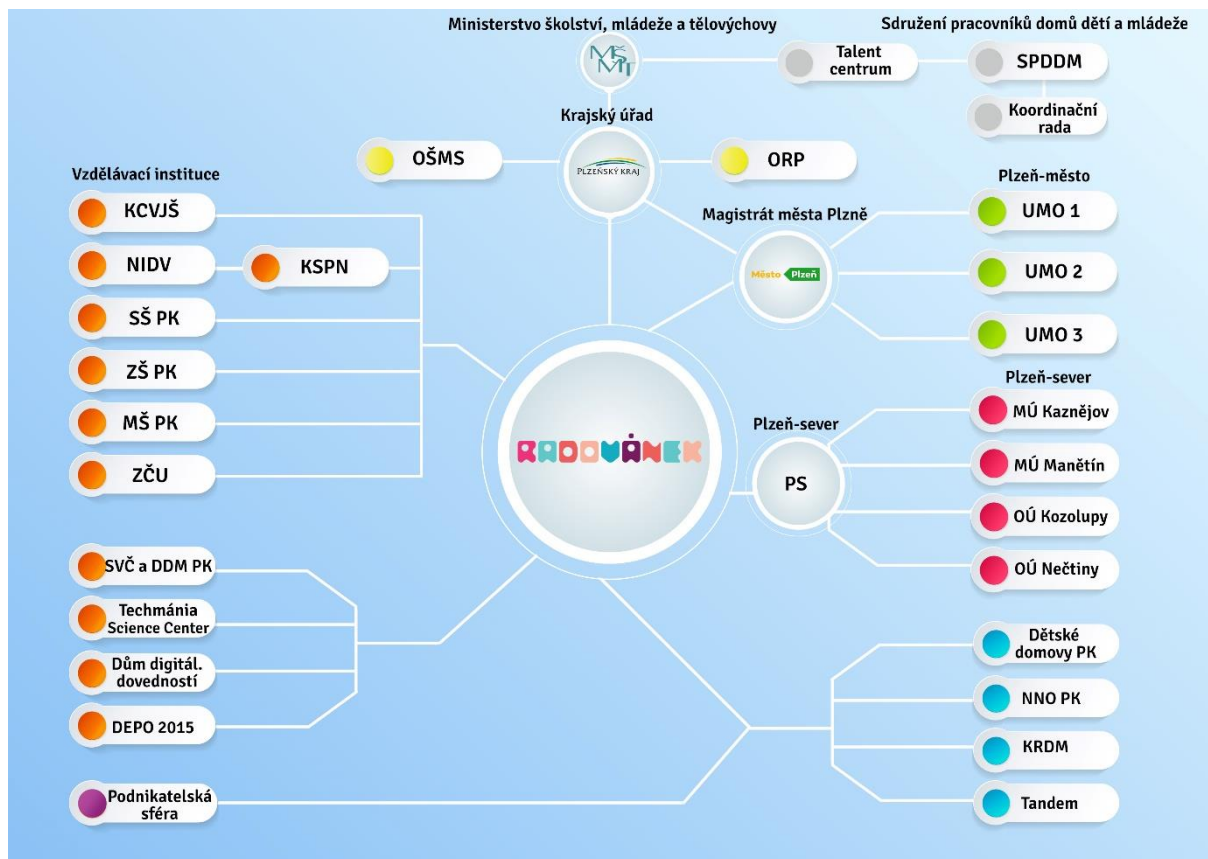 Ministerstvo školství, mládeže a tělovýchovy
Sdružení pracovníků domů dětí a mládeže
MŠ
MT
Talent
centrum
SPDDM
Koordinační
rada
Krajský úřad
OŠMS
PLZEŇSKÝ KRAJ
ORP
Vzdělávací instituce
KCVJŠ
NIDV
KSPN
SŠ PK
ZŠ PK
MŠ PK
ZČU
Magistrát města Plzně
Město Plzeň
Plzeň-město
UMO 1
UMO 2
UMO 3
RADOVÁNEK
Plzeň-sever
PS
Plzeň-sever
MÚ Kaznějov
MÚ Manětín
OÚ Kozolupy
OÚ Nečtiny
SVČ a DDM PK
Techmánia
Science Center
Dům digitál.
dovedností
DEPO 2015
Podnikatelská
sféra
Dětské
domovy PK
NNO PK
KRDM
Tandem